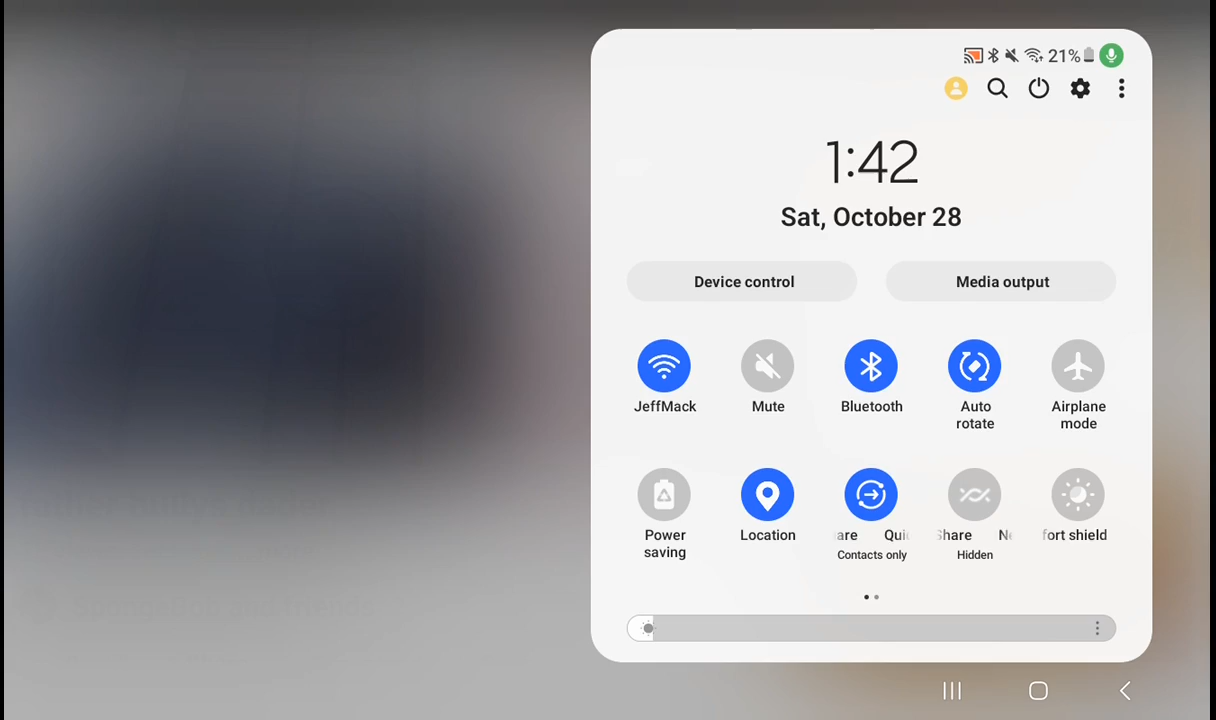 21%
1:42
Sat, October 28
Device control
Media output
JeffMack
Mute
Bluetooth
Auto
rotate
Airplane
mode
Power
saving
Location
are Qui
Contacts only
Share
Hidden
fort shield